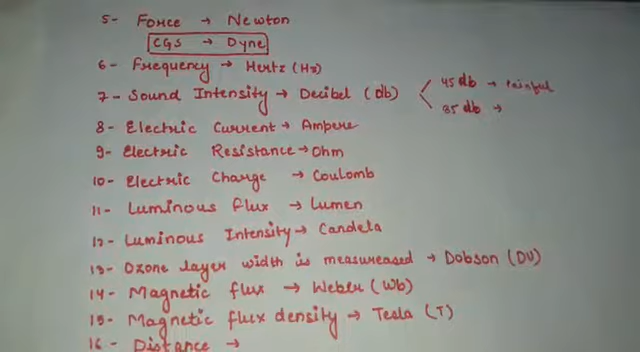 5- Force → Newton
CGS → Dyne
6- Frequency → Hertz (Hz)
7- Sound Intensity → Decibel (db) < 45 db → Painful
85 db →
8- Electric Current → Ampere
9- Electric Resistance → Ohm
10- Electric Charge → Coulomb
11- Luminous flux → Lumen
12- Luminous Intensity → Candela
13- Ozone layer width is measureased → Dobson (DU)
14- Magnetic flux → Weber (Wb)
15- Magnetic flux density → Tesla (T)
16- Distance →